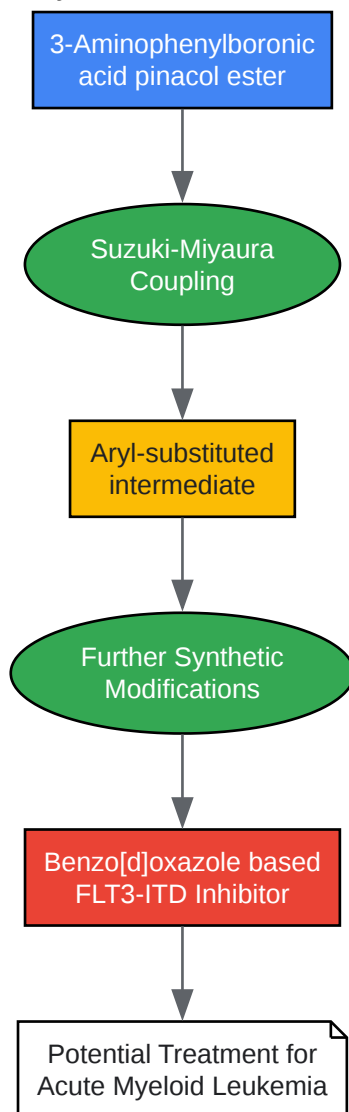 3-Aminophenylboronic
acid pinacol ester
Suzuki-Miyaura
Coupling
Aryl-substituted
intermediate
Further Synthetic
Modifications
Benzo[d]oxazole based
FLT3-ITD Inhibitor
Potential Treatment for
Acute Myeloid Leukemia